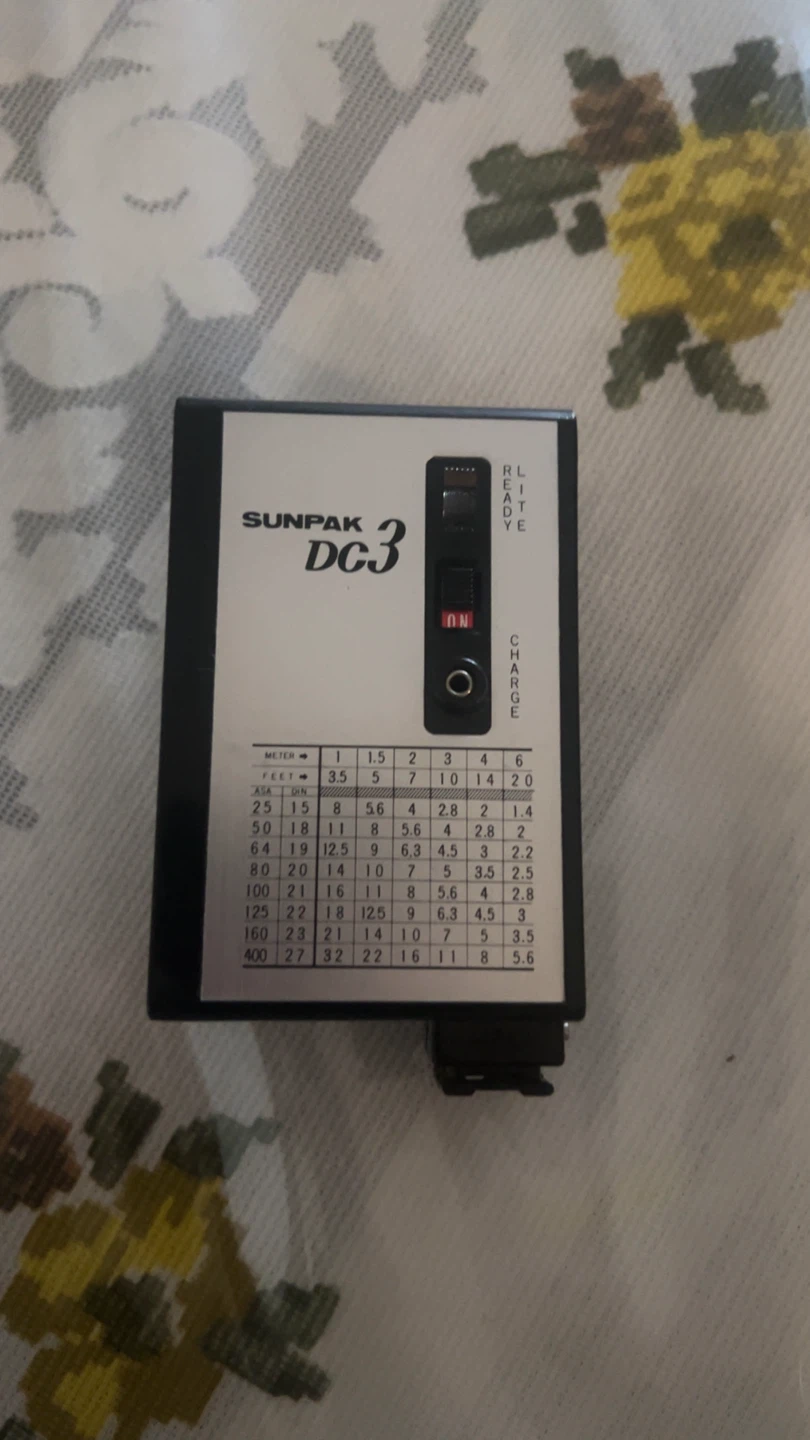 SUNPAK
DC3
READY LITE
ON
CHARGE
METER → 1 1.5 2 3 4 6
FEET → 3.5 5 7 10 14 20
ASA DIN
25 15 8 5.6 4 2.8 2 1.4
50 18 11 8 5.6 4 2.8 2
64 19 12.5 9 6.3 4.5 3 2.2
80 20 14 10 7 5 3.5 2.5
100 21 16 11 8 5.6 4 2.8
125 22 18 12.5 9 6.3 4.5 3
160 23 21 14 10 7 5 3.5
400 27 32 22 16 11 8 5.6